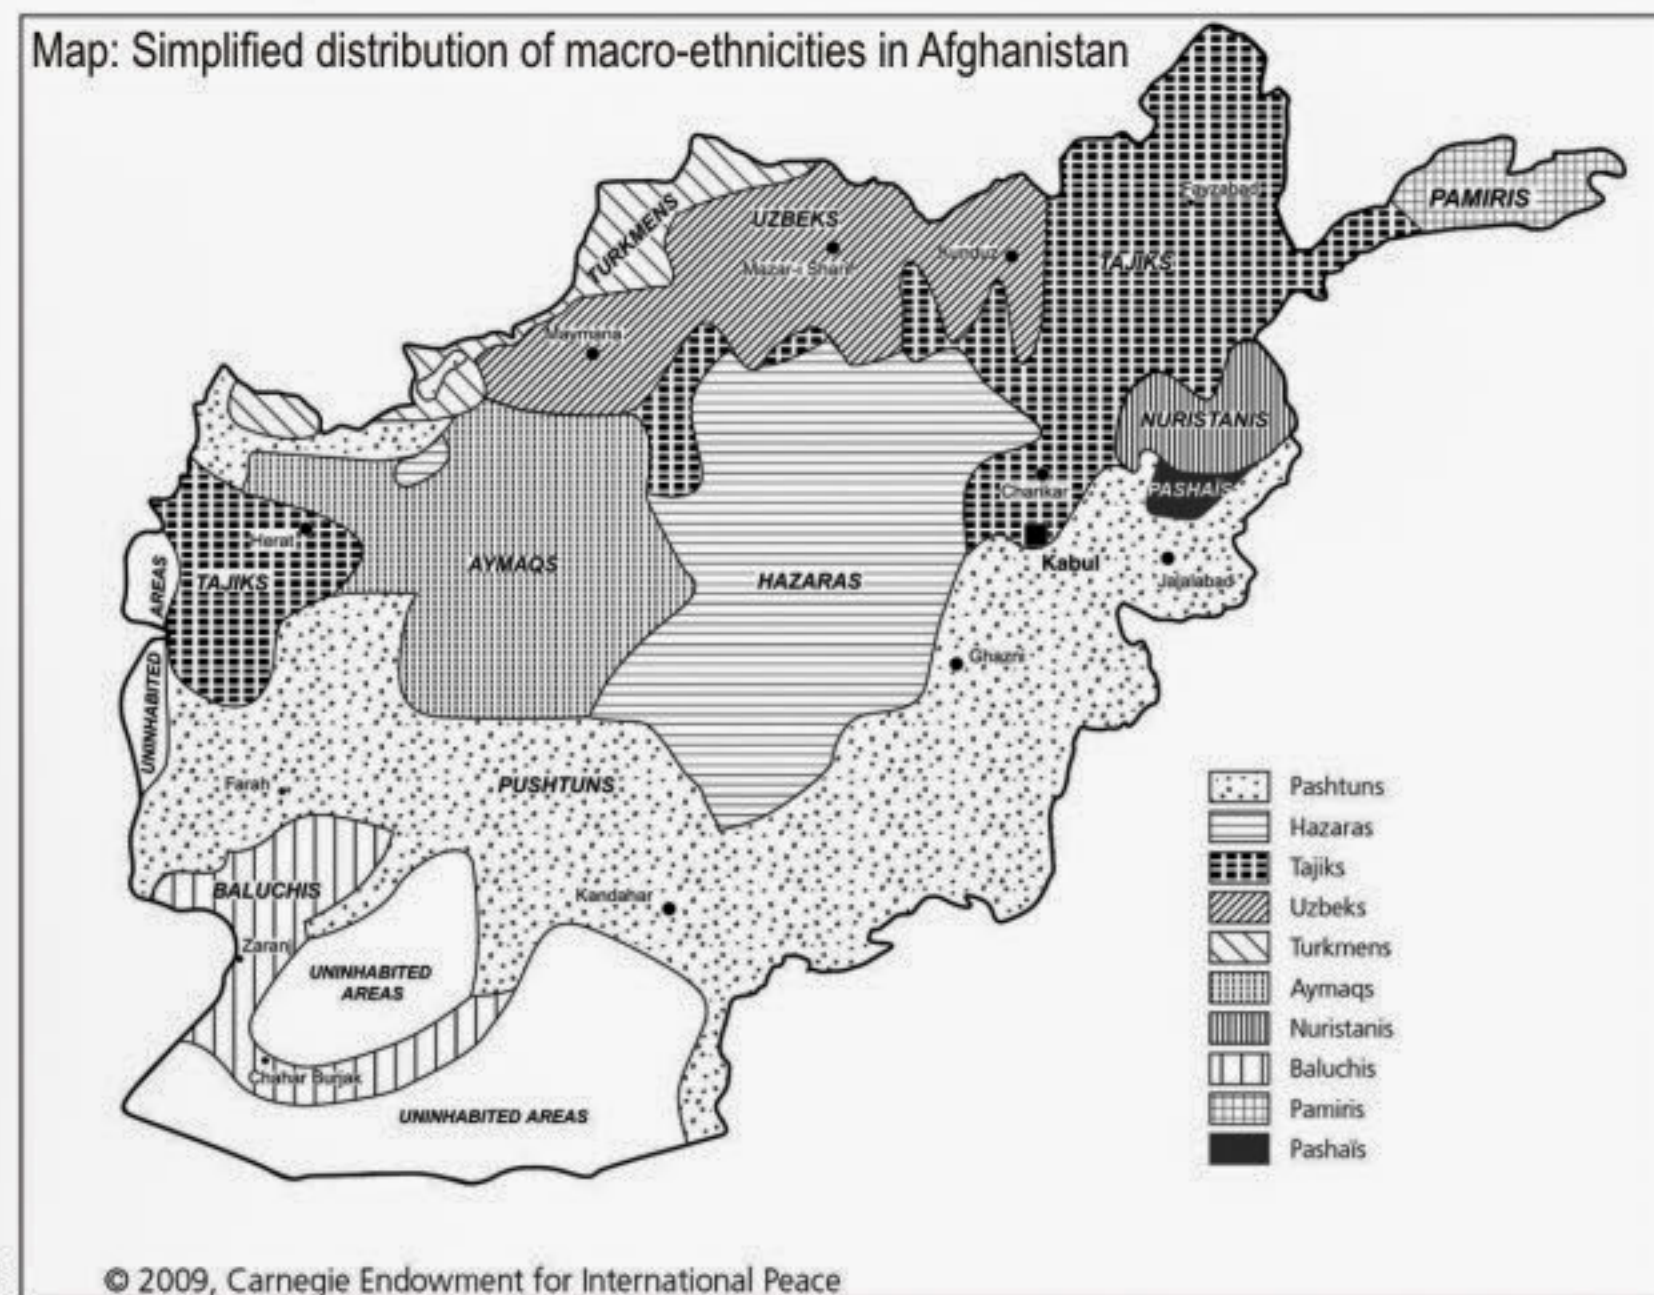 Map: Simplified distribution of macro-ethnicities in Afghanistan
PAMIRIS
Fayzabad
TURKMENS
UZBEKS
Mazar-i Sharif
Kunduz
TAJIKS
Maymana
NURISTANIS
PASHAÏS
Charikar
Herat
TAJIKS
AYMAQS
HAZARAS
Kabul
Jalalabad
UNINHABITED
AREAS
Ghazni
Farah
PUSHTUNS
BALUCHIS
Kandahar
Zaranj
UNINHABITED
AREAS
Chahar Burjak
UNINHABITED AREAS
Pashtuns
Hazaras
Tajiks
Uzbeks
Turkmens
Aymaqs
Nuristanis
Baluchis
Pamiris
Pashaïs
© 2009, Carnegie Endowment for International Peace